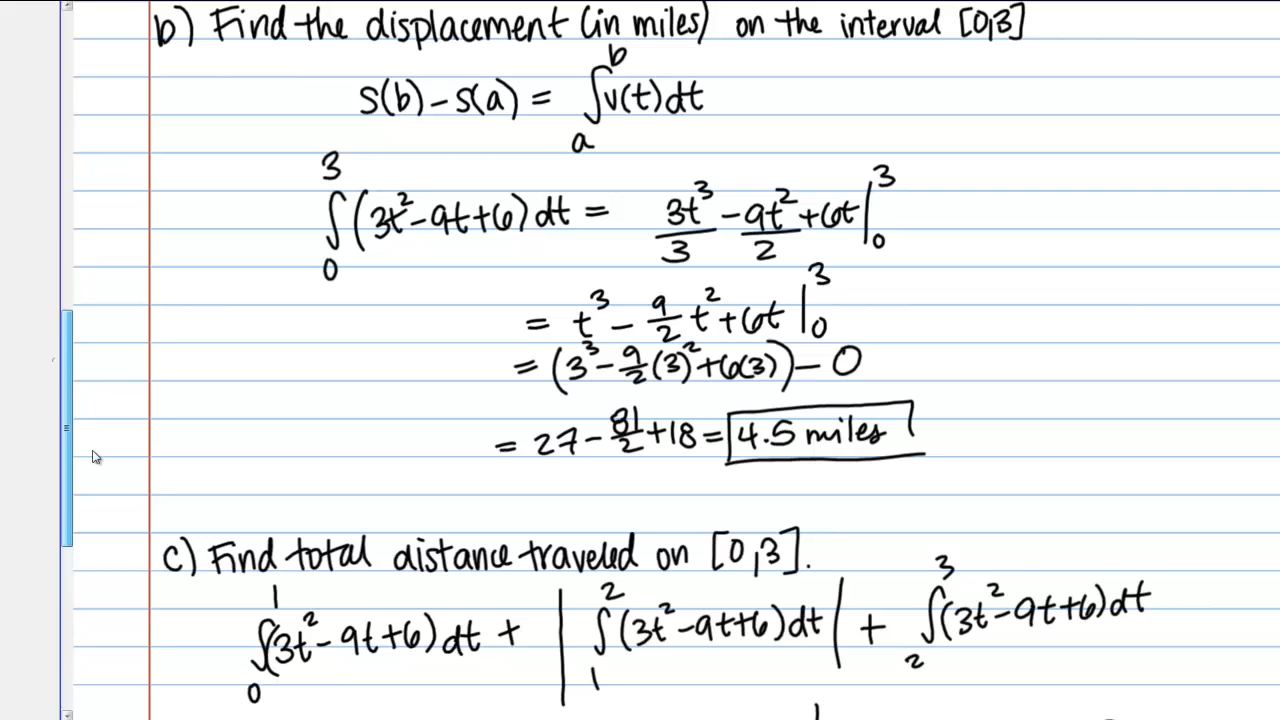 b) Find the displacement (in miles) on the interval [0,3]
s(b) - s(a) = ∫_a^b v(t) dt
∫_0^3 (3t² - 9t + 6) dt = 3t³/3 - 9t²/2 + 6t |_0^3
= t³ - 9/2 t² + 6t |_0^3
= (3³ - 9/2 (3)² + 6(3)) - 0
= 27 - 81/2 + 18 = 4.5 miles
c) Find total distance traveled on [0,3].
∫_0^1 (3t² - 9t + 6) dt + | ∫_1^2 (3t² - 9t + 6) dt | + ∫_2^3 (3t² - 9t + 6) dt